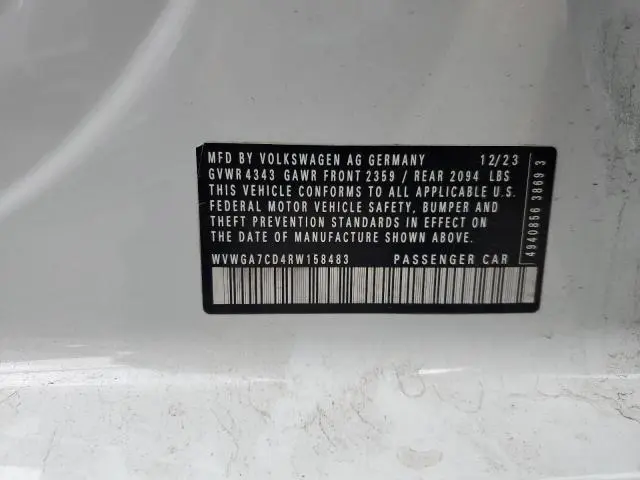 MFD BY VOLKSWAGEN AG GERMANY 12/23
GVWR 4343 GAWR FRONT 2359 / REAR 2094 LBS
THIS VEHICLE CONFORMS TO ALL APPLICABLE U.S.
FEDERAL MOTOR VEHICLE SAFETY, BUMPER AND
THEFT PREVENTION STANDARDS IN EFFECT ON
THE DATE OF MANUFACTURE SHOWN ABOVE.
WVWGA7CD4RW158483 PASSENGER CAR
4940856 3869 3